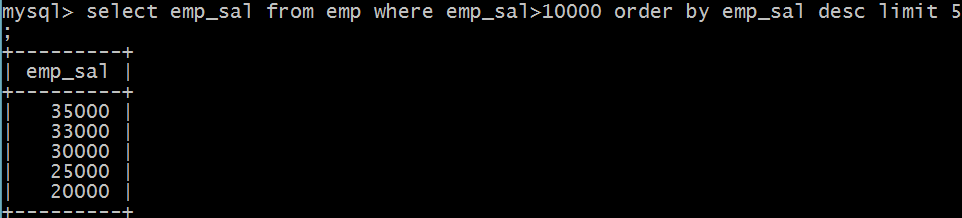 mysql> select emp_sal from emp where emp_sal>10000 order by emp_sal desc limit 5
;
+---------+
| emp_sal |
+---------+
|   35000 |
|   33000 |
|   30000 |
|   25000 |
|   20000 |
+---------+